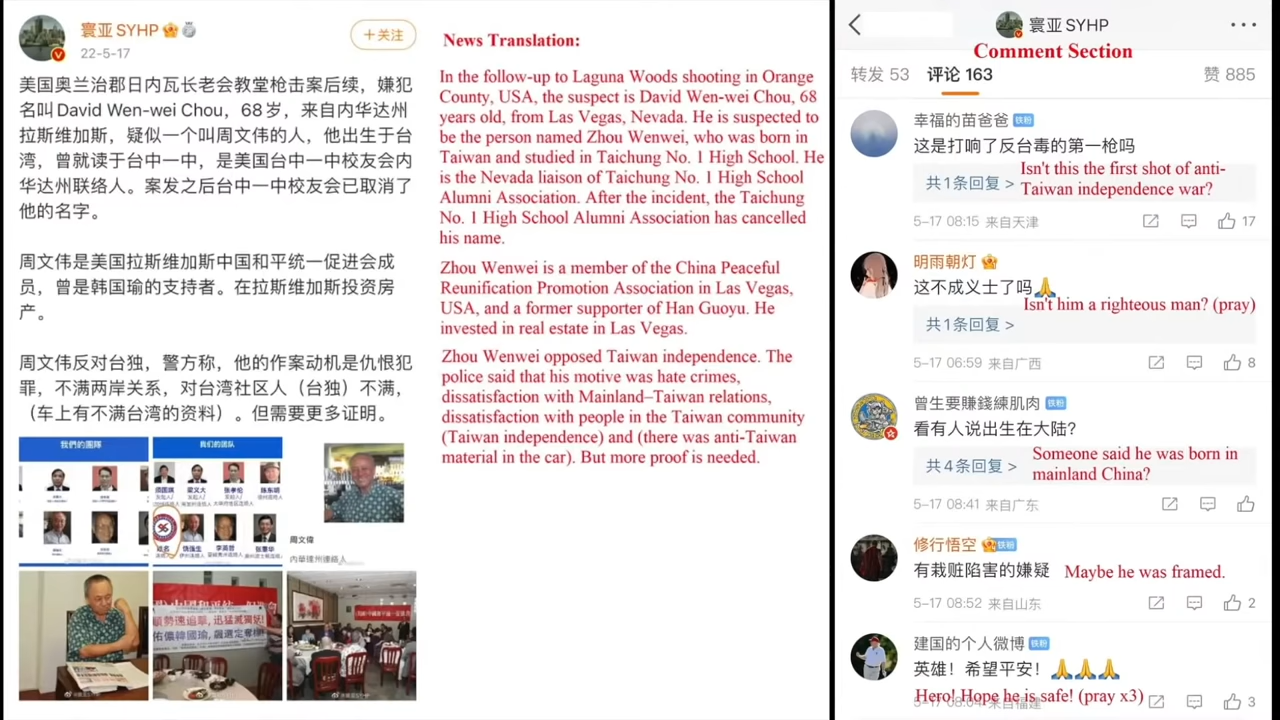 寰亚 SYHP
22-5-17
＋关注
美国奥兰治郡日内瓦长老会教堂枪击案后续，嫌犯
名叫David Wen-wei Chou，68岁，来自内华达州
拉斯维加斯，疑似一个叫周文伟的人，他出生于台
湾，曾就读于台中一中，是美国台中一中校友会内
华达州联络人。案发之后台中一中校友会已取消了
他的名字。
周文伟是美国拉斯维加斯中国和平统一促进会成
员，曾是韩国瑜的支持者。在拉斯维加斯投资房
产。
周文伟反对台独，警方称，他的作案动机是仇恨犯
罪，不满两岸关系，对台湾社区人（台独）不满，
（车上有不满台湾的资料）。但需要更多证明。
我們的團隊
我们的团队
周文偉
News Translation:
In the follow-up to Laguna Woods shooting in Orange
County, USA, the suspect is David Wen-wei Chou, 68
years old, from Las Vegas, Nevada. He is suspected to
be the person named Zhou Wenwei, who was born in
Taiwan and studied in Taichung No. 1 High School. He
is the Nevada liaison of Taichung No. 1 High School
Alumni Association. After the incident, the Taichung
No. 1 High School Alumni Association has cancelled
his name.
Zhou Wenwei is a member of the China Peaceful
Reunification Promotion Association in Las Vegas,
USA, and a former supporter of Han Guoyu. He
invested in real estate in Las Vegas.
Zhou Wenwei opposed Taiwan independence. The
police said that his motive was hate crimes,
dissatisfaction with Mainland–Taiwan relations,
dissatisfaction with people in the Taiwan community
(Taiwan independence) and (there was anti-Taiwan
material in the car). But more proof is needed.
寰亚 SYHP
Comment Section
转发 53 评论 163 赞 885
幸福的苗爸爸 铁粉
这是打响了反台毒的第一枪吗
共1条回复 >
Isn't this the first shot of anti-
Taiwan independence war?
5-17 08:15 来自天津 17
明雨朝灯
这不成义士了吗🙏
Isn't him a righteous man? (pray)
共1条回复 >
5-17 06:59 来自广西 8
曾生要賺錢練肌肉 铁粉
看有人说出生在大陆?
共4条回复 >
Someone said he was born in
mainland China?
5-17 08:41 来自广东
修行悟空 铁粉
有栽赃陷害的嫌疑
Maybe he was framed.
5-17 08:52 来自山东 2
建国的个人微博 铁粉
英雄！希望平安！🙏🙏🙏
Hero! Hope he is safe! (pray x3)
5-17 08:04 来自福建 3